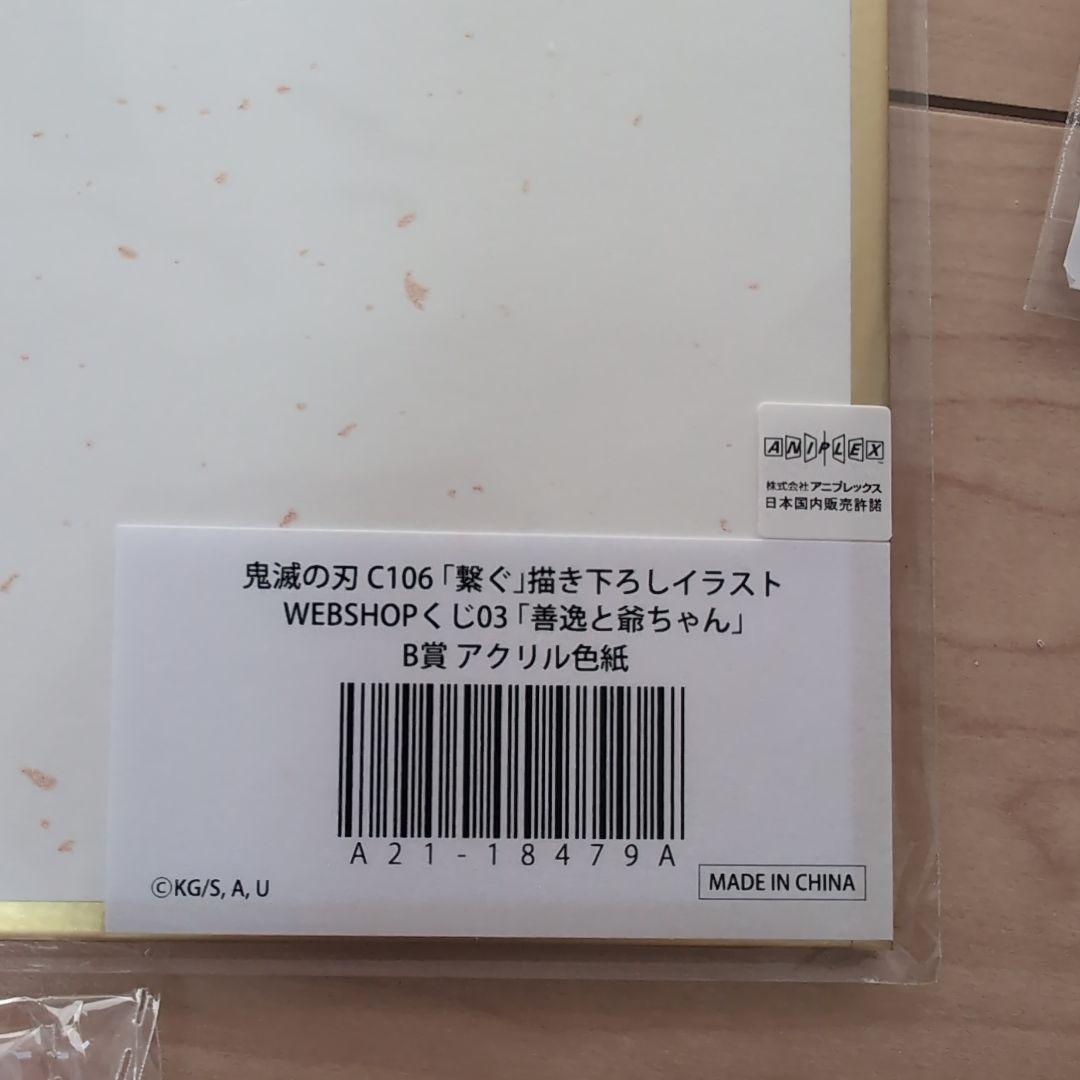 ANIPLEX
株式会社アニプレックス
日本国内販売許諾
鬼滅の刃 C106「繋ぐ」描き下ろしイラスト
WEBSHOPくじ03「善逸と爺ちゃん」
B賞 アクリル色紙
A21-18479A
©KG/S, A, U
MADE IN CHINA